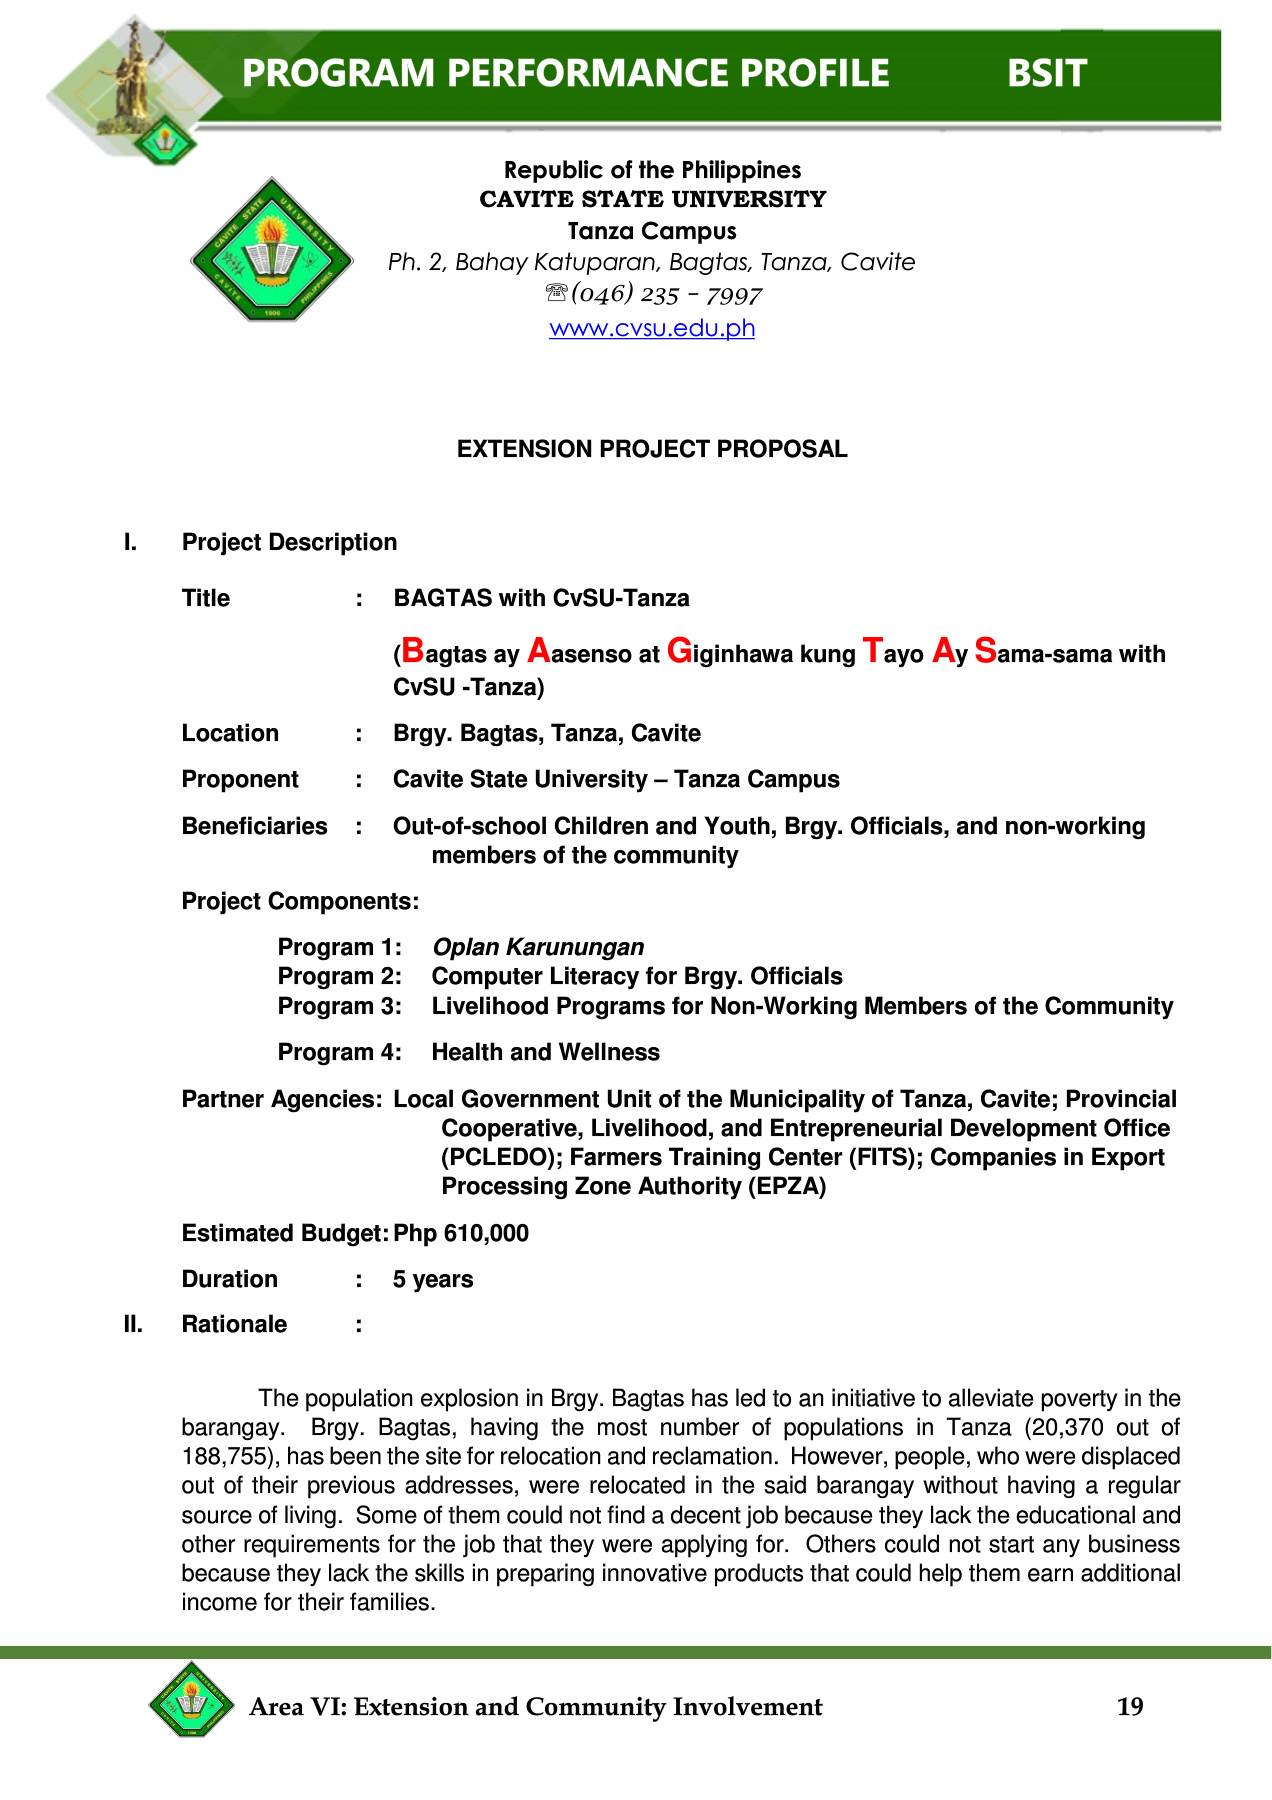 PROGRAM PERFORMANCE PROFILE BSIT
Republic of the Philippines
CAVITE STATE UNIVERSITY
Tanza Campus
Ph. 2, Bahay Katuparan, Bagtas, Tanza, Cavite
☏(046) 235 – 7997
www.cvsu.edu.ph
CAVITE STATE UNIVERSITY
CAVITE PHILIPPINES
1906
EXTENSION PROJECT PROPOSAL
I. Project Description
Title : BAGTAS with CvSU-Tanza
(Bagtas ay Aasenso at Giginhawa kung Tayo Ay Sama-sama with
CvSU -Tanza)
Location : Brgy. Bagtas, Tanza, Cavite
Proponent : Cavite State University – Tanza Campus
Beneficiaries : Out-of-school Children and Youth, Brgy. Officials, and non-working
members of the community
Project Components:
Program 1: Oplan Karunungan
Program 2: Computer Literacy for Brgy. Officials
Program 3: Livelihood Programs for Non-Working Members of the Community
Program 4: Health and Wellness
Partner Agencies: Local Government Unit of the Municipality of Tanza, Cavite; Provincial
Cooperative, Livelihood, and Entrepreneurial Development Office
(PCLEDO); Farmers Training Center (FITS); Companies in Export
Processing Zone Authority (EPZA)
Estimated Budget: Php 610,000
Duration : 5 years
II. Rationale :
The population explosion in Brgy. Bagtas has led to an initiative to alleviate poverty in the
barangay. Brgy. Bagtas, having the most number of populations in Tanza (20,370 out of
188,755), has been the site for relocation and reclamation. However, people, who were displaced
out of their previous addresses, were relocated in the said barangay without having a regular
source of living. Some of them could not find a decent job because they lack the educational and
other requirements for the job that they were applying for. Others could not start any business
because they lack the skills in preparing innovative products that could help them earn additional
income for their families.
Area VI: Extension and Community Involvement 19